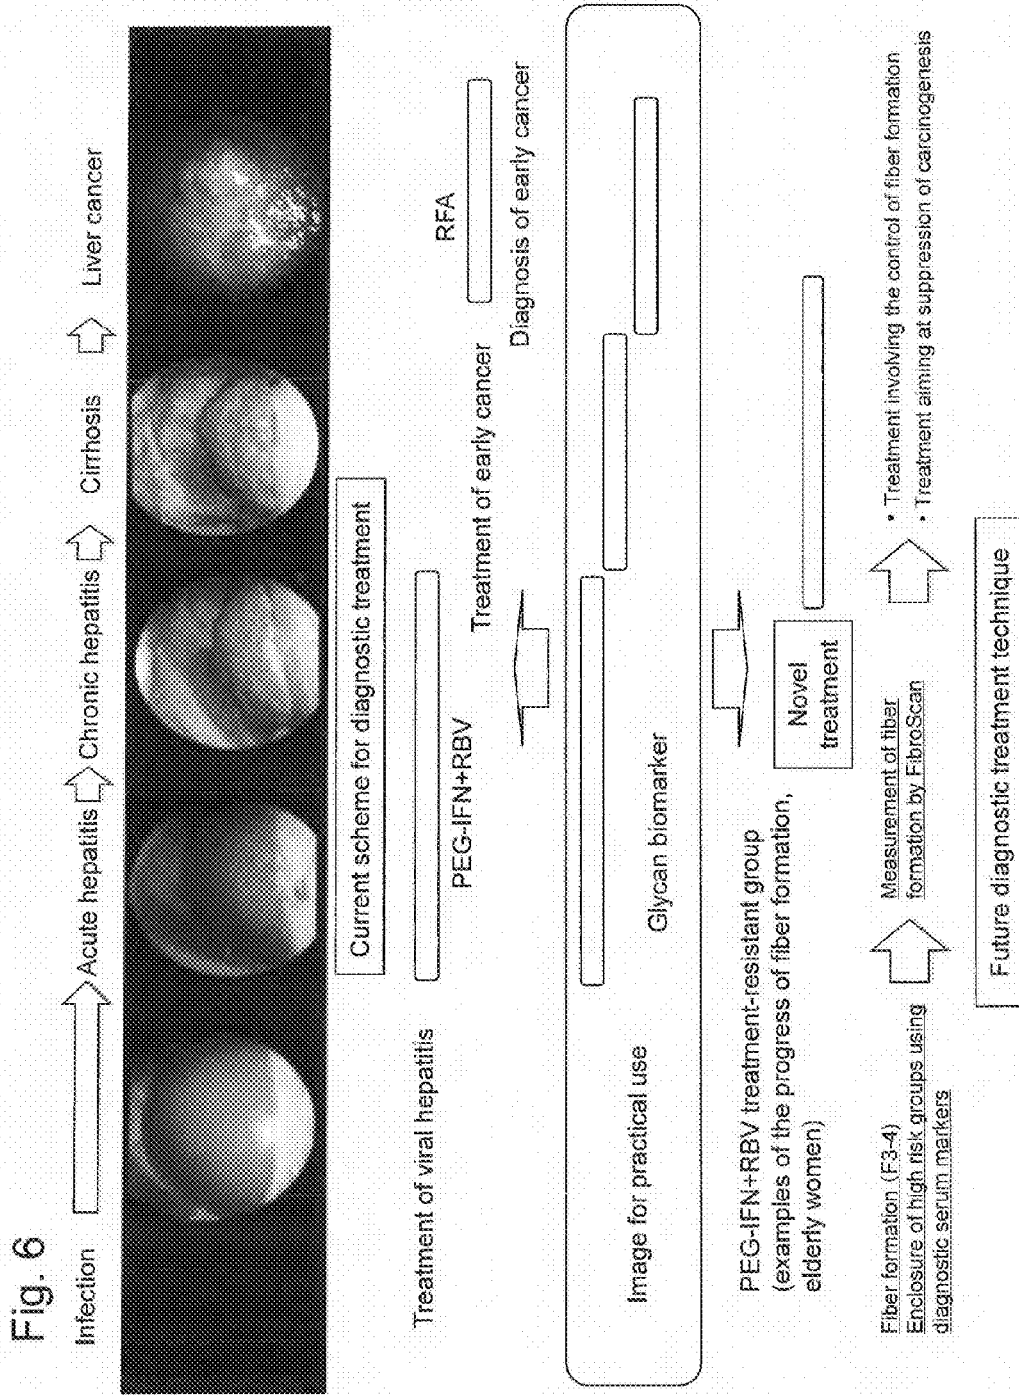 Fig. 6
Infection
Acute hepatitis
Chronic hepatitis
Cirrhosis
Liver cancer
Current scheme for diagnostic treatment
Treatment of viral hepatitis
PEG-IFN+RBV
RFA
Treatment of early cancer
Diagnosis of early cancer
Image for practical use
Glycan biomarker
PEG-IFN+RBV treatment-resistant group
(examples of the progress of fiber formation,
elderly women)
Novel
treatment
Fiber formation (F3-4)
Enclosure of high risk groups using
diagnostic serum markers
Measurement of fiber
formation by FibroScan
• Treatment involving the control of fiber formation
• Treatment aiming at suppression of carcinogenesis
Future diagnostic treatment technique